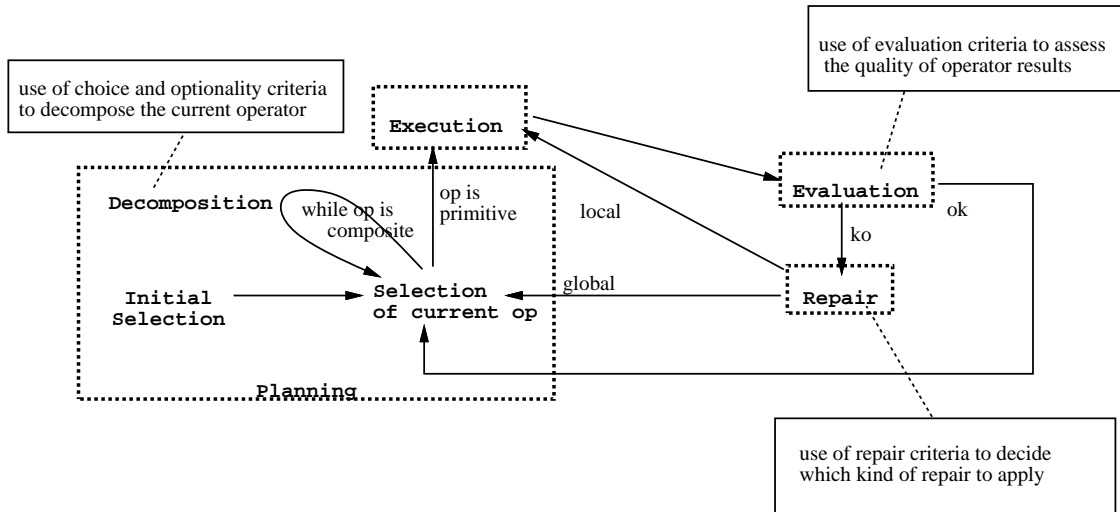 use of evaluation criteria to assess
the quality of operator results
use of choice and optionality criteria
to decompose the current operator
Execution
Evaluation
Decomposition
while op is
composite
op is
primitive
local
ok
ko
Initial
Selection
Selection
of current op
global
Repair
Planning
use of repair criteria to decide
which kind of repair to apply